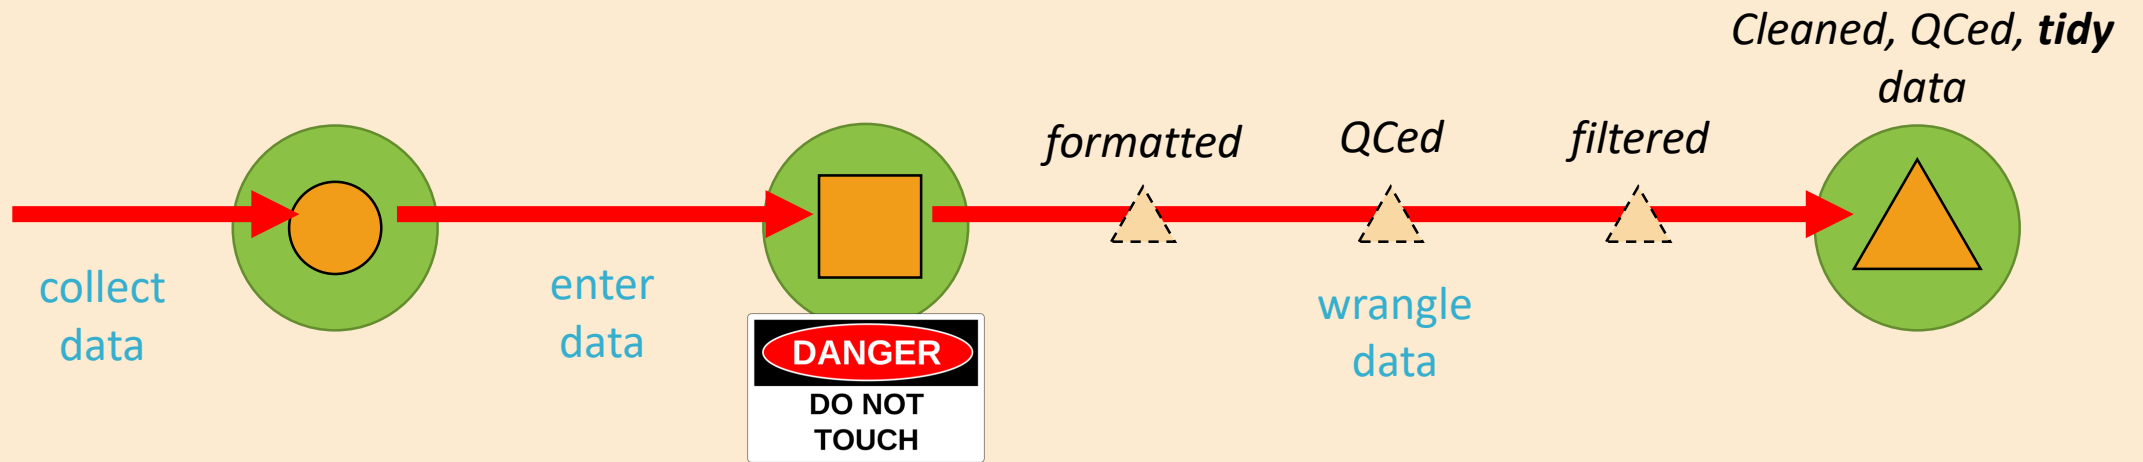 Cleaned, QCed, tidy
data
formatted
QCed
filtered
collect
data
enter
data
wrangle
data
DANGER
DO NOT
TOUCH